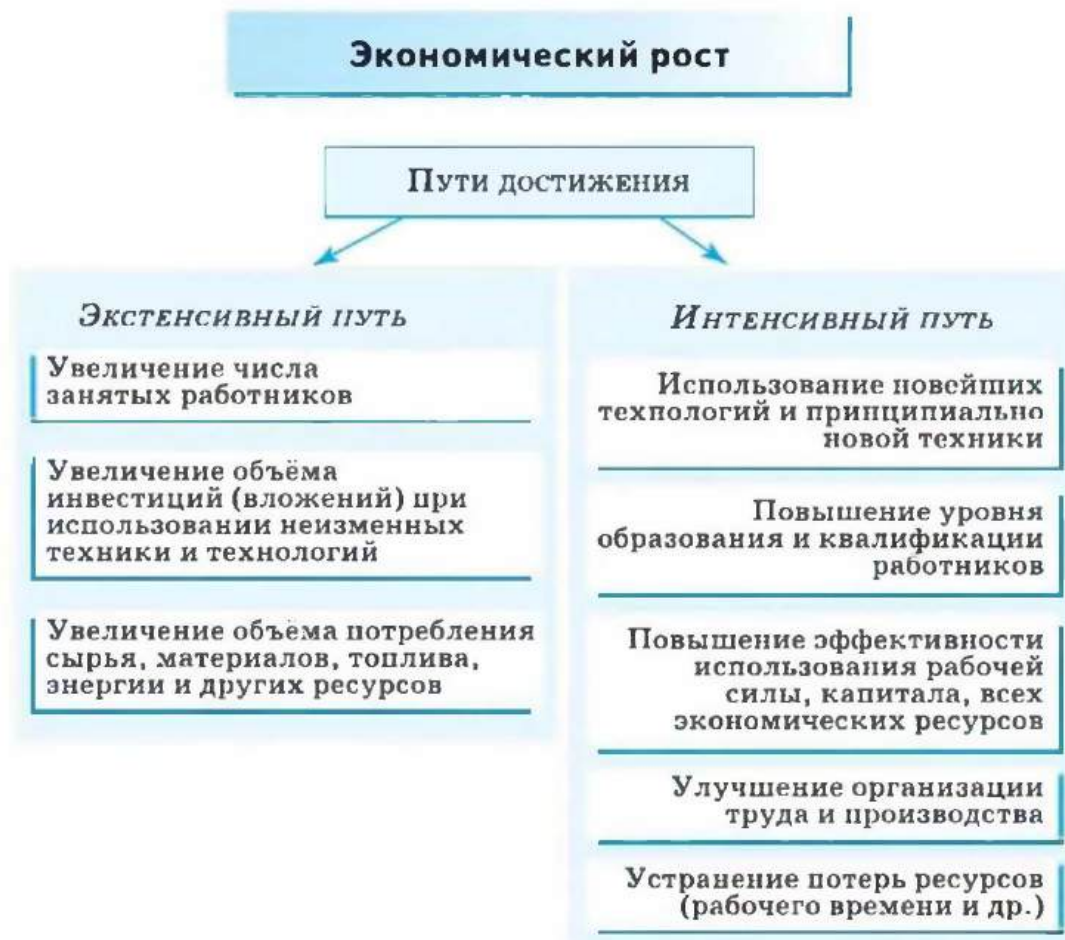 Экономический рост
Пути достижения
Экстенсивный путь
Увеличение числа
занятых работников
Увеличение объёма
инвестиций (вложений) при
использовании неизменных
техники и технологий
Увеличение объёма потребления
сырья, материалов, топлива,
энергии и других ресурсов
Интенсивный путь
Использование новейших
технологий и принципиально
новой техники
Повышение уровня
образования и квалификации
работников
Повышение эффективности
использования рабочей
силы, капитала, всех
экономических ресурсов
Улучшение организации
труда и производства
Устранение потерь ресурсов
(рабочего времени и др.)